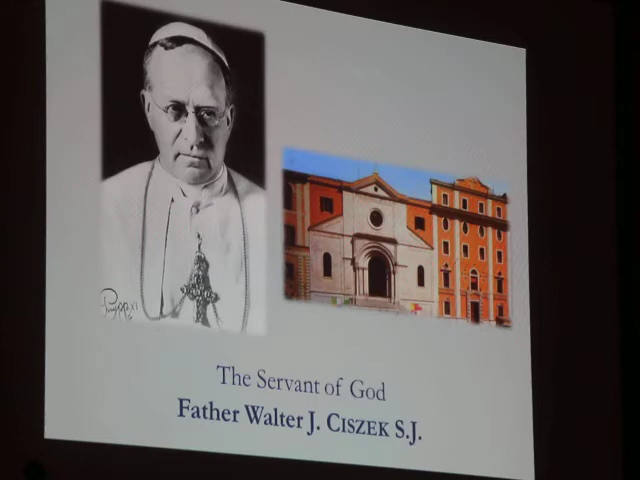 The Servant of God
Father Walter J. CISZEK S.J.